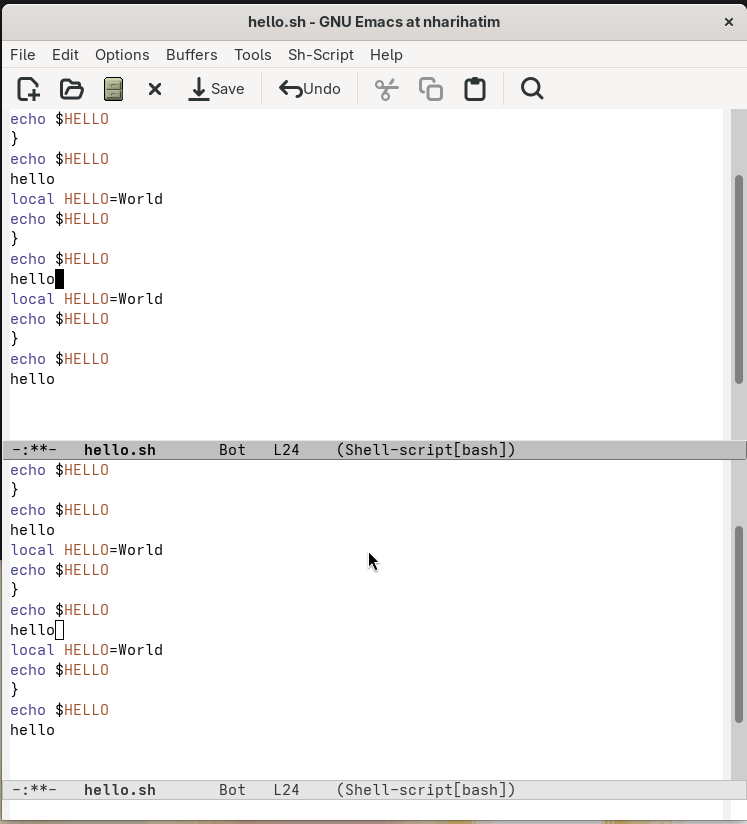 hello.sh - GNU Emacs at nharihatim ×
File Edit Options Buffers Tools Sh-Script Help
Save Undo
echo $HELLO
}
echo $HELLO
hello
local HELLO=World
echo $HELLO
}
echo $HELLO
hello
local HELLO=World
echo $HELLO
}
echo $HELLO
hello
-:**- hello.sh Bot L24 (Shell-script[bash])
echo $HELLO
}
echo $HELLO
hello
local HELLO=World
echo $HELLO
}
echo $HELLO
hello
local HELLO=World
echo $HELLO
}
echo $HELLO
hello
-:**- hello.sh Bot L24 (Shell-script[bash])